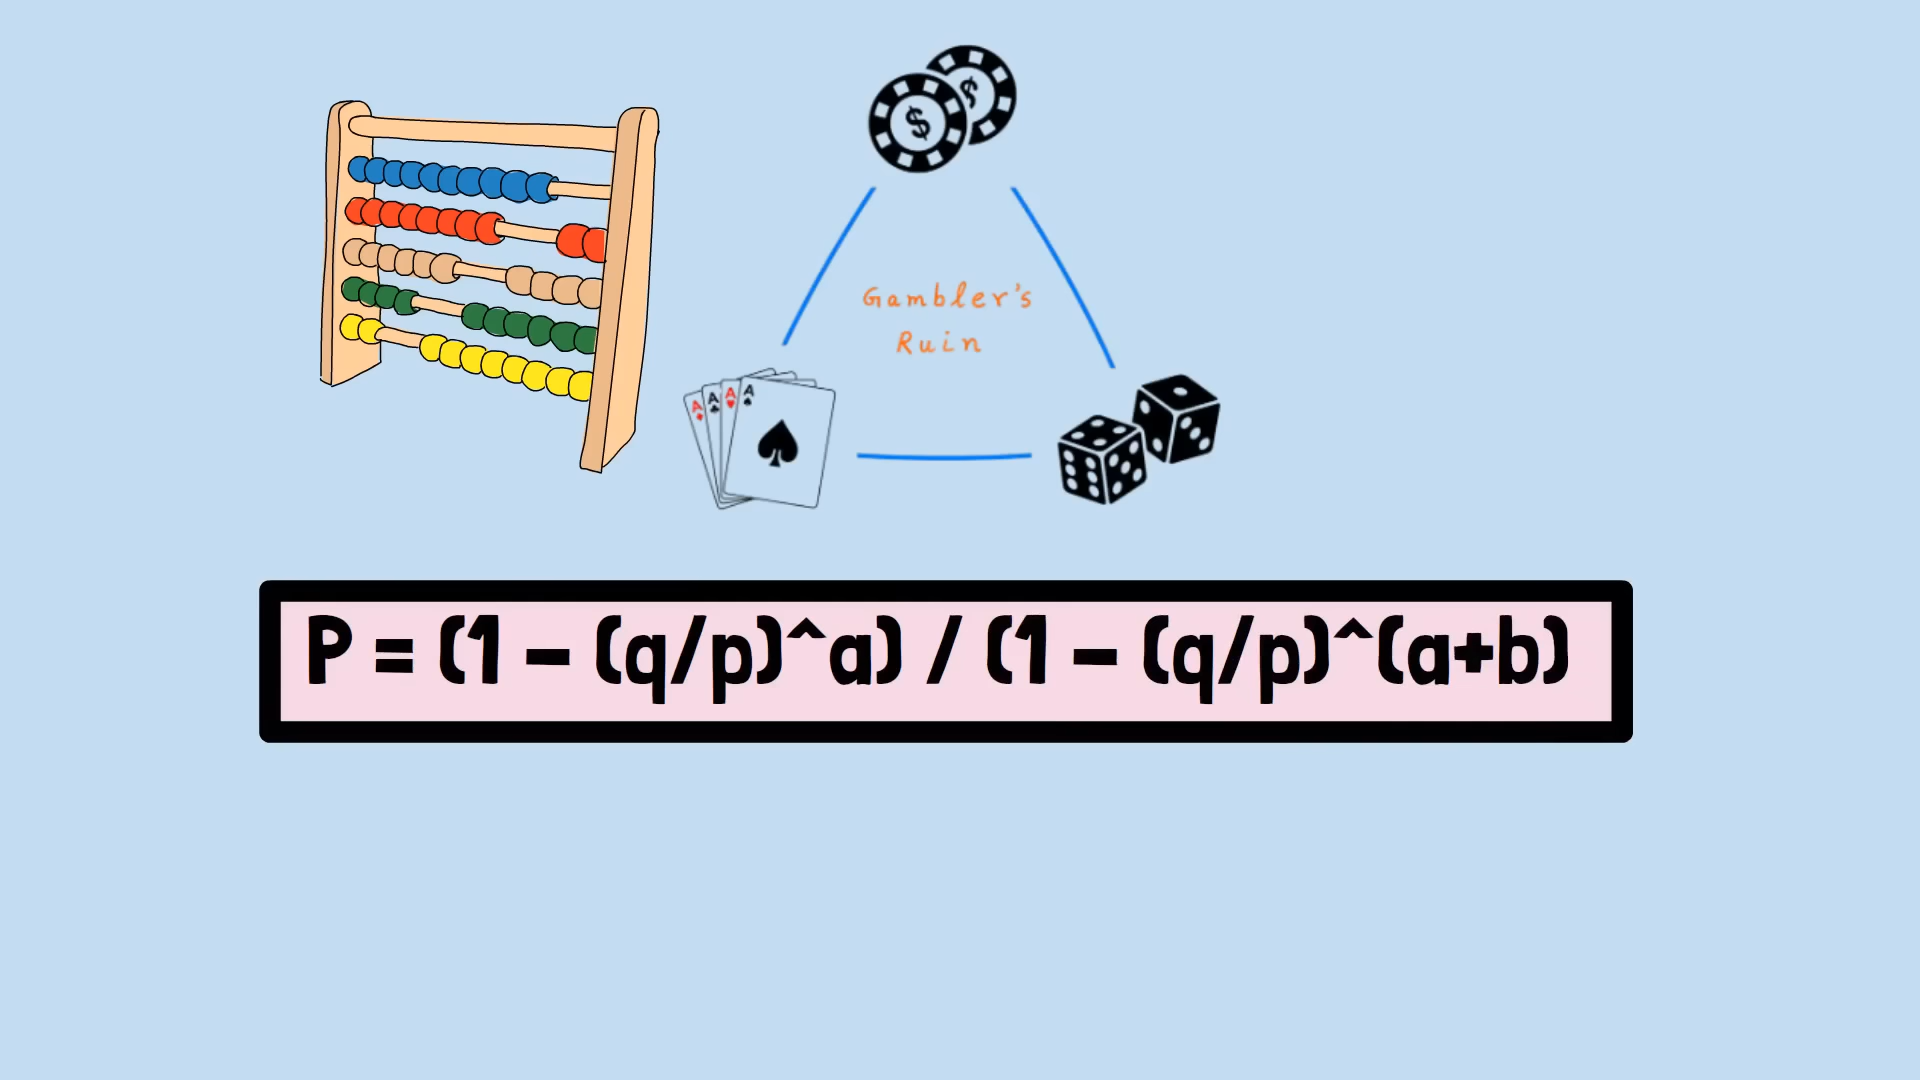 $ $
Gambler's
Ruin
A A A A
P = (1 – (q/p)^a) / (1 – (q/p)^(a+b)